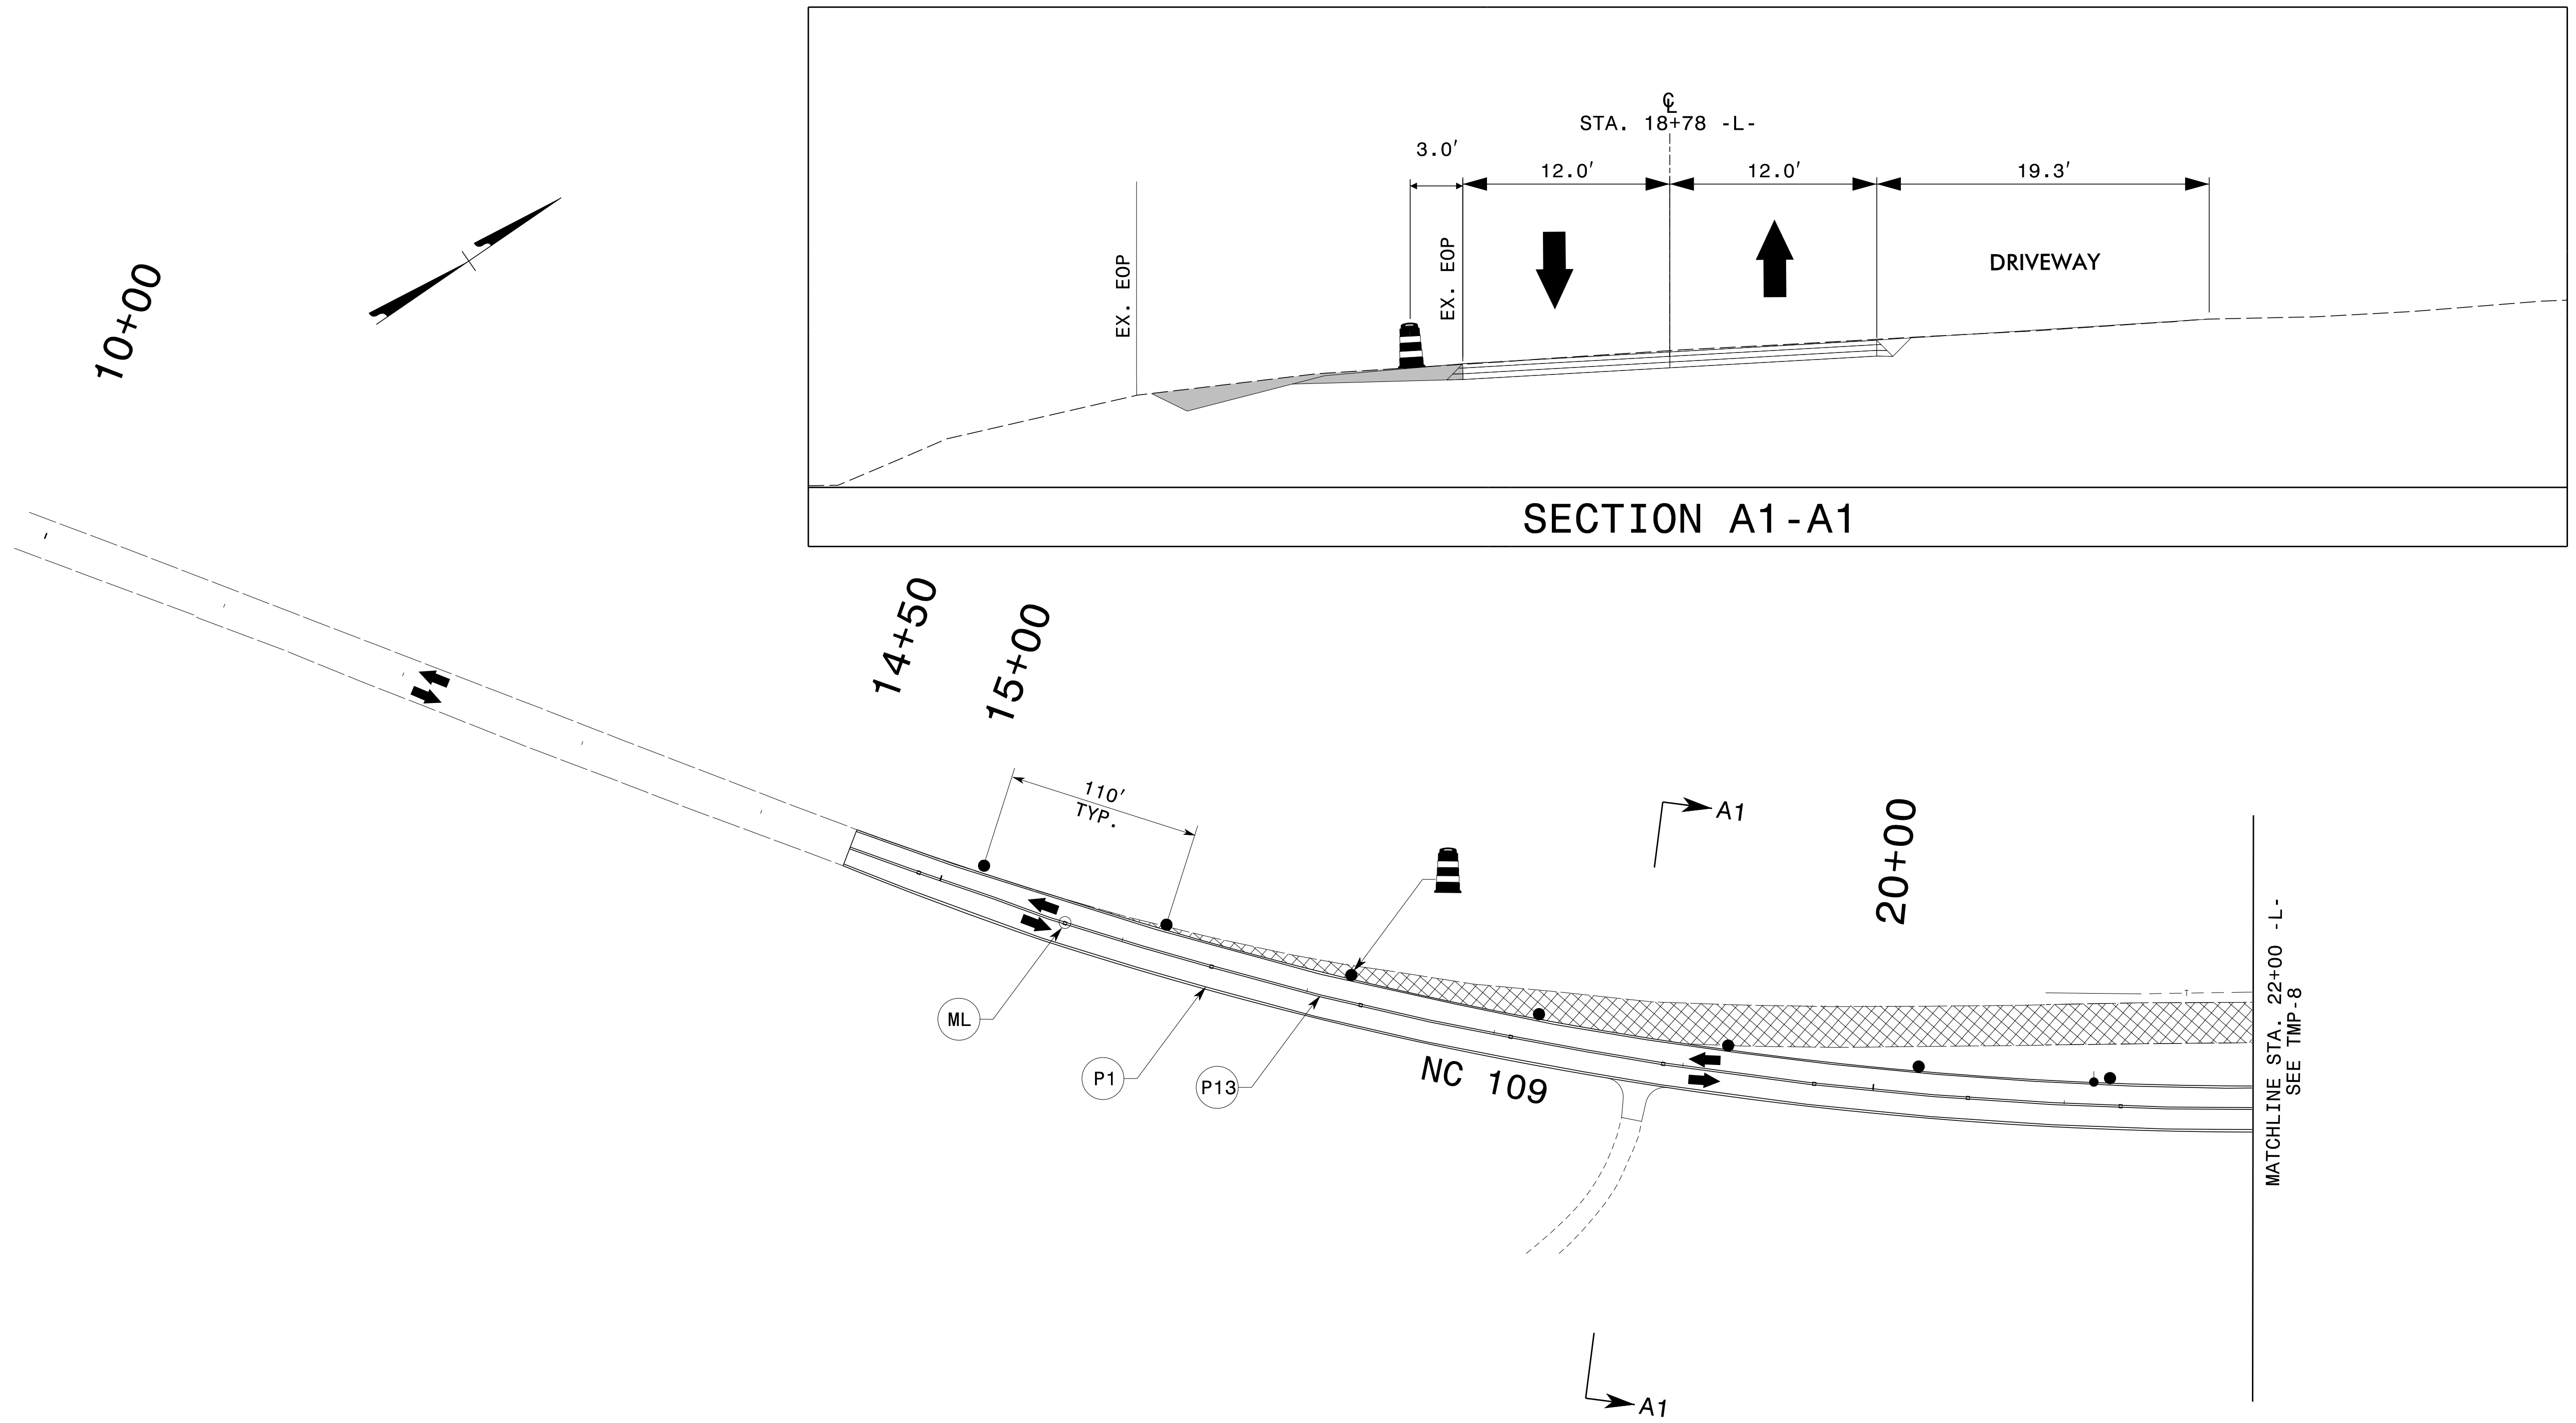 ℄
STA. 18+78 -L-
3.0'
12.0'
12.0'
19.3'
EX. EOP
EX. EOP
DRIVEWAY
SECTION A1-A1
10+00
14+50
15+00
110'
TYP.
A1
20+00
ML
P1
P13
NC 109
MATCHLINE STA. 22+00 -L-
SEE TMP-8
A1